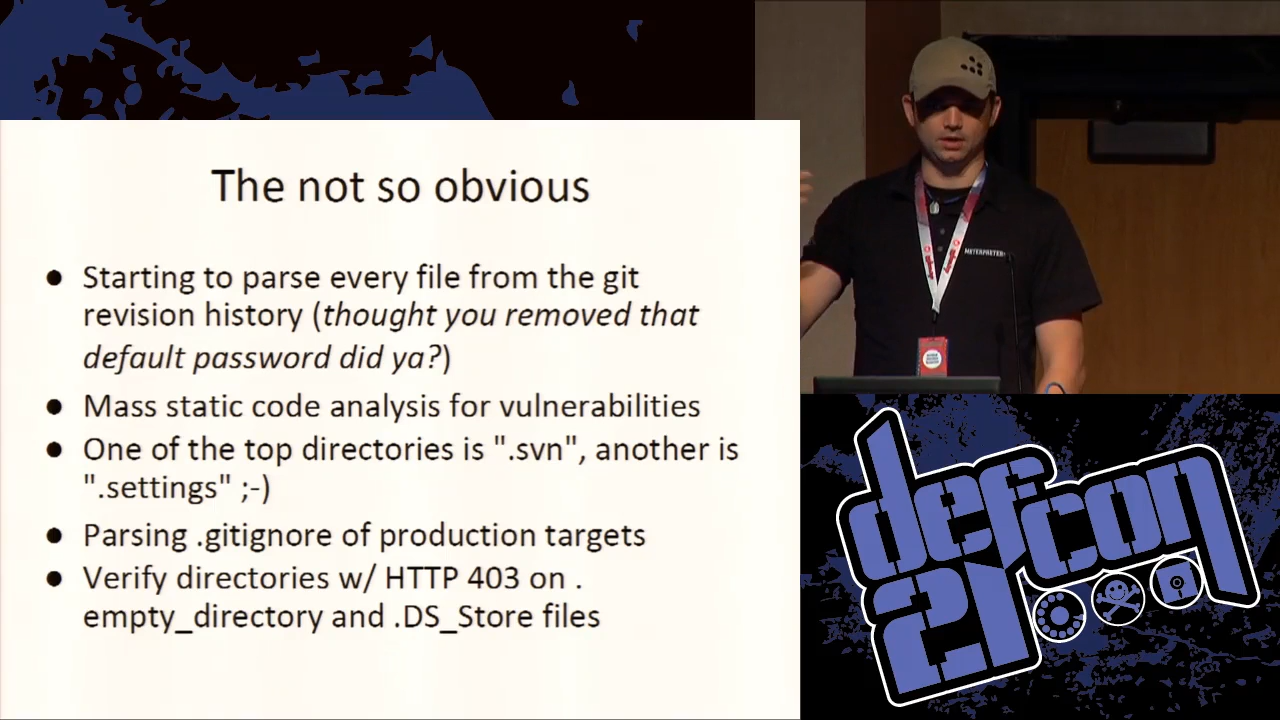 The not so obvious
● Starting to parse every file from the git
revision history (thought you removed that
default password did ya?)
● Mass static code analysis for vulnerabilities
● One of the top directories is ".svn", another is
".settings" ;-)
● Parsing .gitignore of production targets
● Verify directories w/ HTTP 403 on .
empty_directory and .DS_Store files
METERPRETER
defcon
21